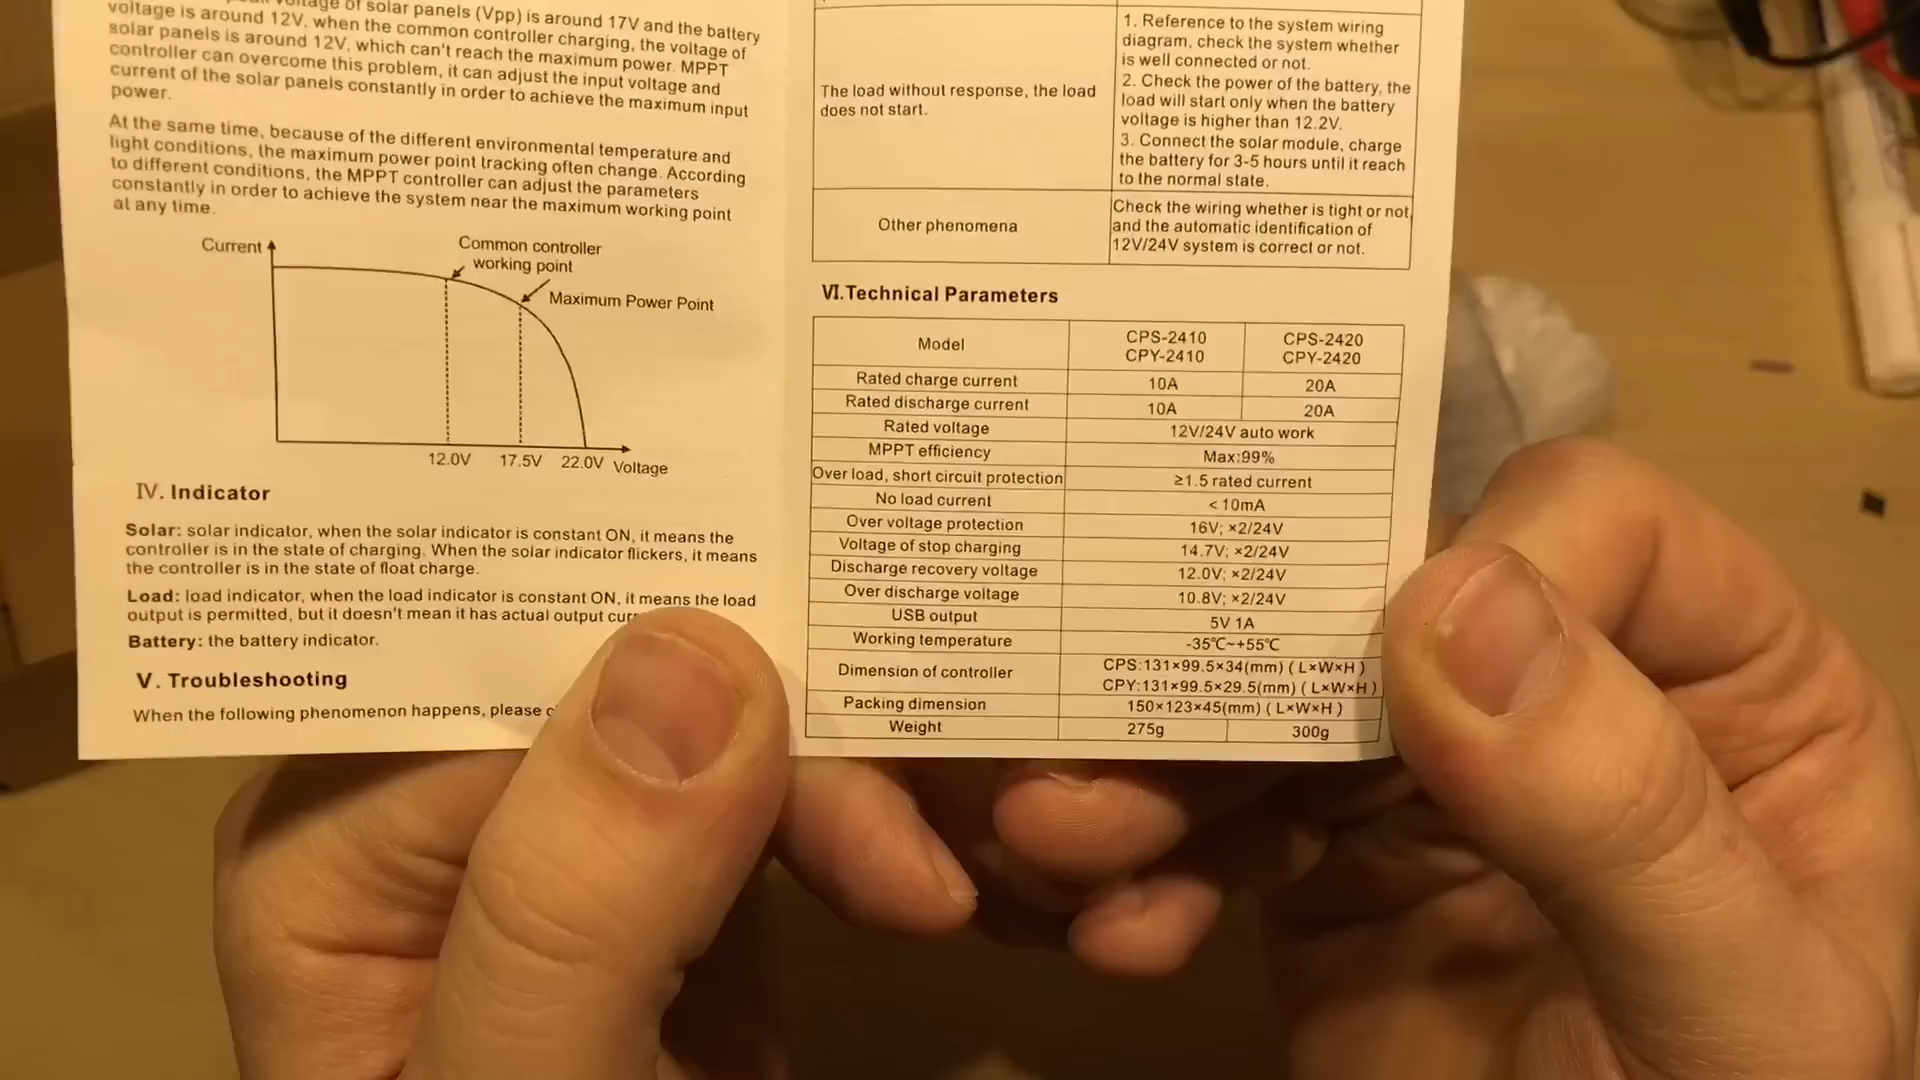 voltage of solar panels (Vpp) is around 17V and the battery
voltage is around 12V, when the common controller charging, the voltage of
solar panels is around 12V, which can't reach the maximum power. MPPT
controller can overcome this problem, it can adjust the input voltage and
current of the solar panels constantly in order to achieve the maximum input
power.
At the same time, because of the different environmental temperature and
light conditions, the maximum power point tracking often change. According
to different conditions, the MPPT controller can adjust the parameters
constantly in order to achieve the system near the maximum working point
at any time.
Current
Common controller
working point
Maximum Power Point
12.0V 17.5V 22.0V Voltage
IV. Indicator
Solar: solar indicator, when the solar indicator is constant ON, it means the
controller is in the state of charging. When the solar indicator flickers, it means
the controller is in the state of float charge.
Load: load indicator, when the load indicator is constant ON, it means the load
output is permitted, but it doesn't mean it has actual output
Battery: the battery indicator.
V. Troubleshooting
When the following phenomenon happens, please
The load without response, the load
does not start.
1. Reference to the system wiring
diagram, check the system whether
is well connected or not.
2. Check the power of the battery, the
load will start only when the battery
voltage is higher than 12.2V.
3. Connect the solar module, charge
the battery for 3-5 hours until it reach
to the normal state.
Other phenomena
Check the wiring whether is tight or not,
and the automatic identification of
12V/24V system is correct or not.
VI. Technical Parameters
Model
CPS-2410
CPY-2410
CPS-2420
CPY-2420
Rated charge current 10A 20A
Rated discharge current 10A 20A
Rated voltage 12V/24V auto work
MPPT efficiency Max:99%
Over load, short circuit protection ≥1.5 rated current
No load current <10mA
Over voltage protection 16V; ×2/24V
Voltage of stop charging 14.7V; ×2/24V
Discharge recovery voltage 12.0V; ×2/24V
Over discharge voltage 10.8V; ×2/24V
USB output 5V 1A
Working temperature -35℃~+55℃
Dimension of controller
CPS:131×99.5×34(mm) ( L×W×H )
CPY:131×99.5×29.5(mm) ( L×W×H )
Packing dimension 150×123×45(mm) ( L×W×H )
Weight 275g 300g